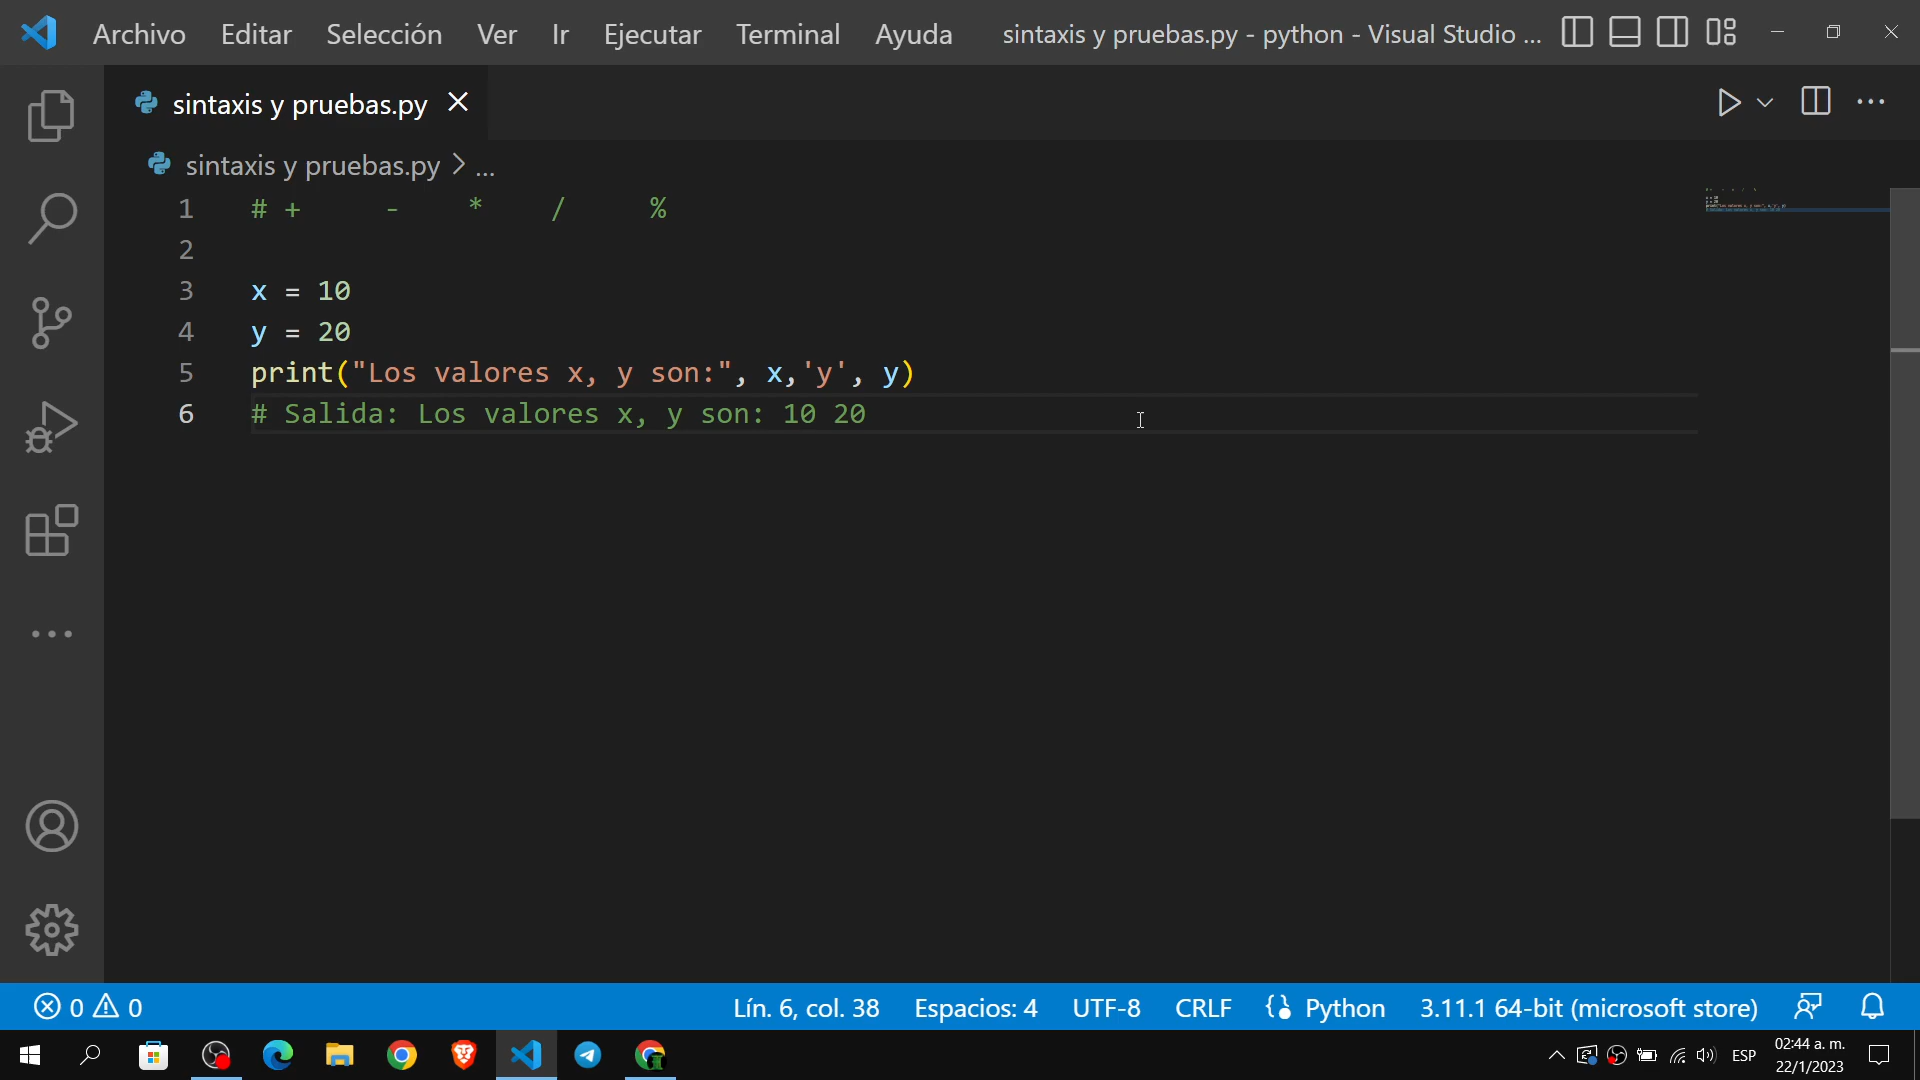 Archivo Editar Selección Ver Ir Ejecutar Terminal Ayuda sintaxis y pruebas.py - python - Visual Studio ...
sintaxis y pruebas.py
sintaxis y pruebas.py > ...
1 # + - * / %
2
3 x = 10
4 y = 20
5 print("Los valores x, y son:", x,'y', y)
6 # Salida: Los valores x, y son: 10 20
0 0 Lín. 6, col. 38 Espacios: 4 UTF-8 CRLF Python 3.11.1 64-bit (microsoft store)
ESP 02:44 a. m.
22/1/2023